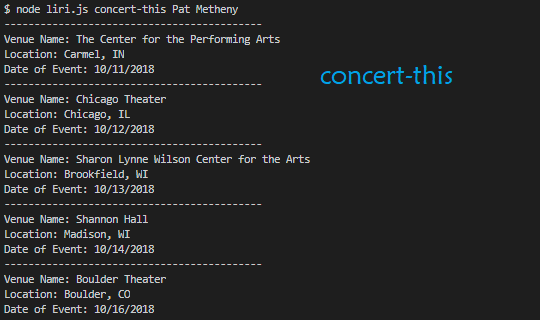 $ node liri.js concert-this Pat Metheny
-------------------------------------------
Venue Name: The Center for the Performing Arts
Location: Carmel, IN
Date of Event: 10/11/2018
-------------------------------------------
Venue Name: Chicago Theater
Location: Chicago, IL
Date of Event: 10/12/2018
-------------------------------------------
Venue Name: Sharon Lynne Wilson Center for the Arts
Location: Brookfield, WI
Date of Event: 10/13/2018
-------------------------------------------
Venue Name: Shannon Hall
Location: Madison, WI
Date of Event: 10/14/2018
-------------------------------------------
Venue Name: Boulder Theater
Location: Boulder, CO
Date of Event: 10/16/2018
concert-this